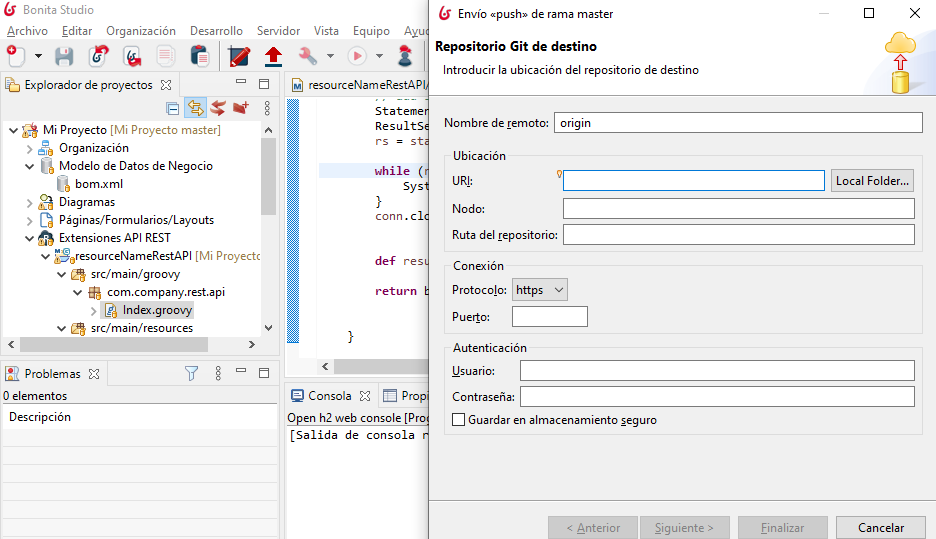 Bonita Studio
Archivo Editar Organización Desarrollo Servidor Vista Equipo
Explorador de proyectos
Mi Proyecto [Mi Proyecto master]
Organización
Modelo de Datos de Negocio
bom.xml
Diagramas
Páginas/Formularios/Layouts
Extensiones API REST
resourceNameRestAPI [Mi Proyecto
src/main/groovy
com.company.rest.api
Index.groovy
src/main/resources
Problemas
0 elementos
Descripción
resourceNameRestAPI/
Statemen
ResultSe
rs = sta
while (r
Syst
}
conn.clo
def resu
return b
}
Consola Propi
Open h2 web console [Prog
[Salida de consola r
Envío «push» de rama master
Repositorio Git de destino
Introducir la ubicación del repositorio de destino
Nombre de remoto: origin
Ubicación
URI: Local Folder...
Nodo:
Ruta del repositorio:
Conexión
Protocolo: https
Puerto:
Autenticación
Usuario:
Contraseña:
Guardar en almacenamiento seguro
< Anterior Siguiente > Finalizar Cancelar